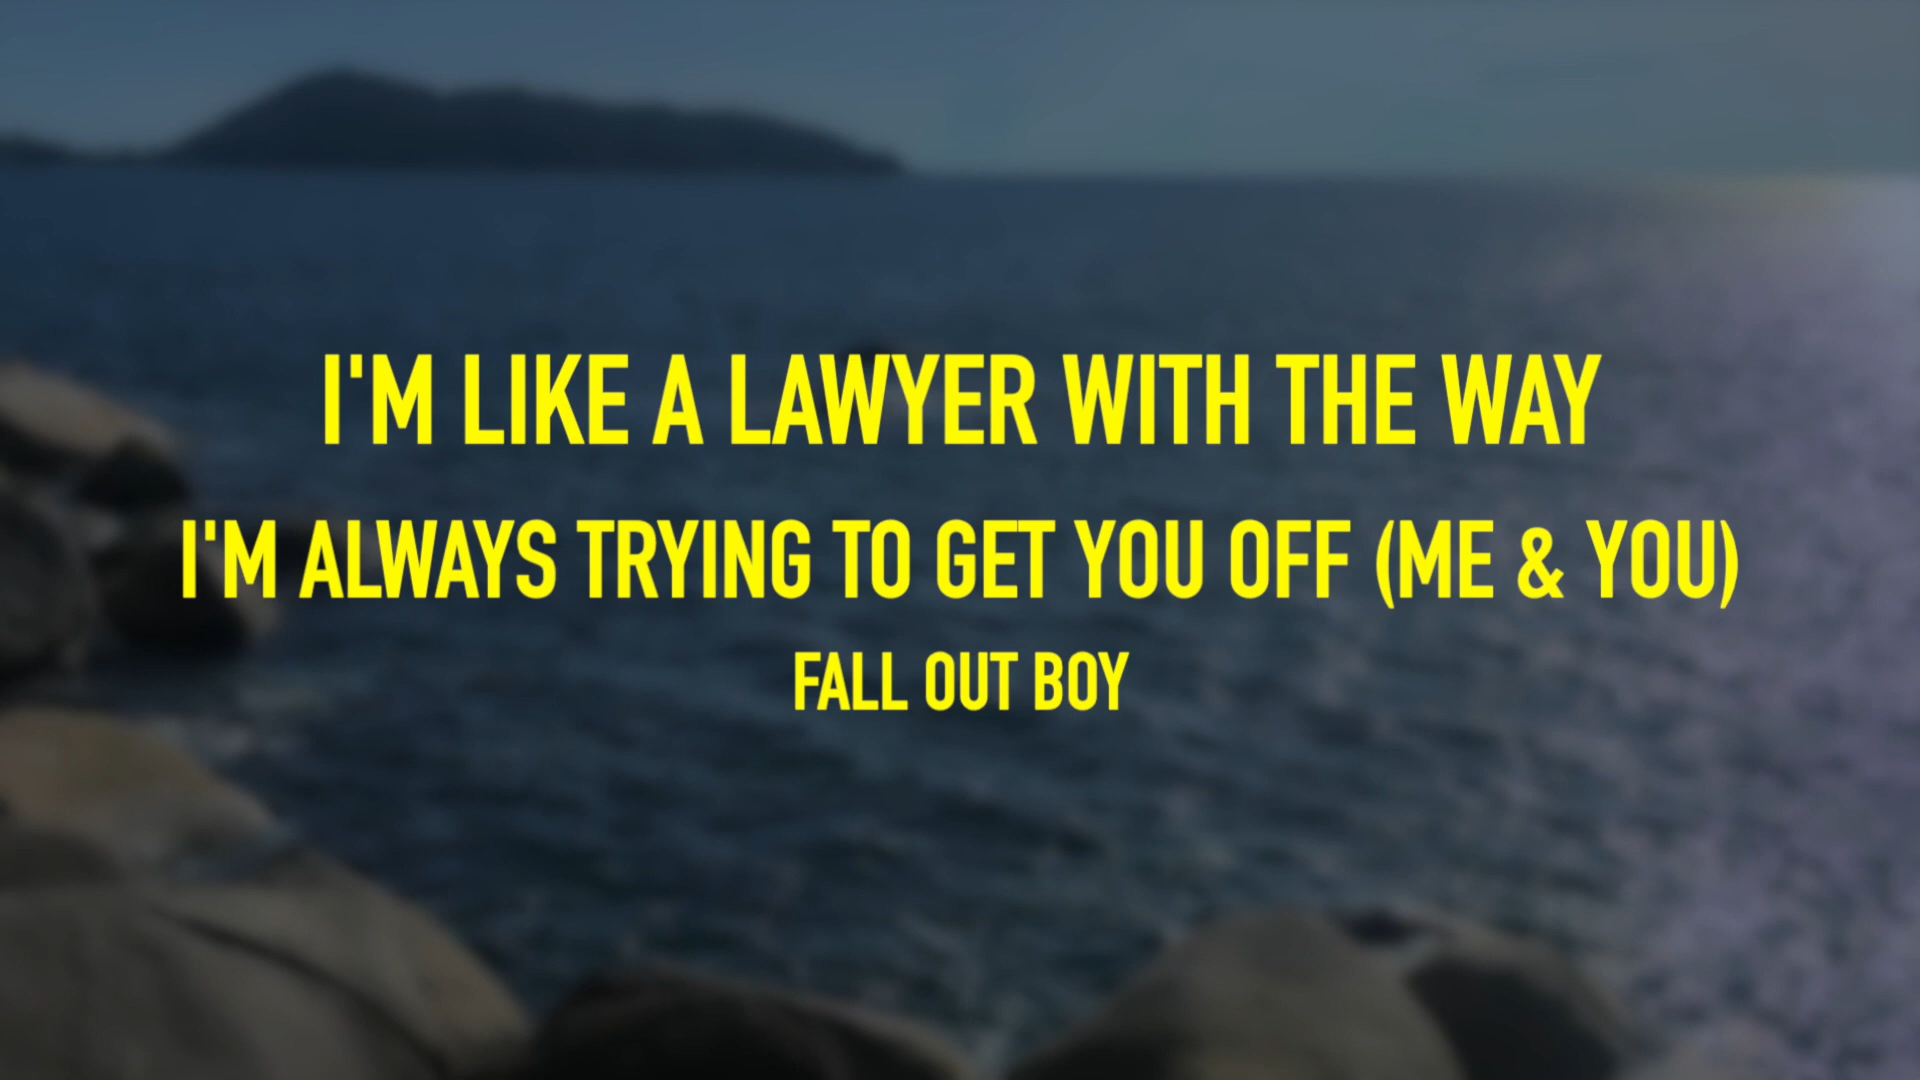 I'M LIKE A LAWYER WITH THE WAY
I'M ALWAYS TRYING TO GET YOU OFF (ME & YOU)
FALL OUT BOY